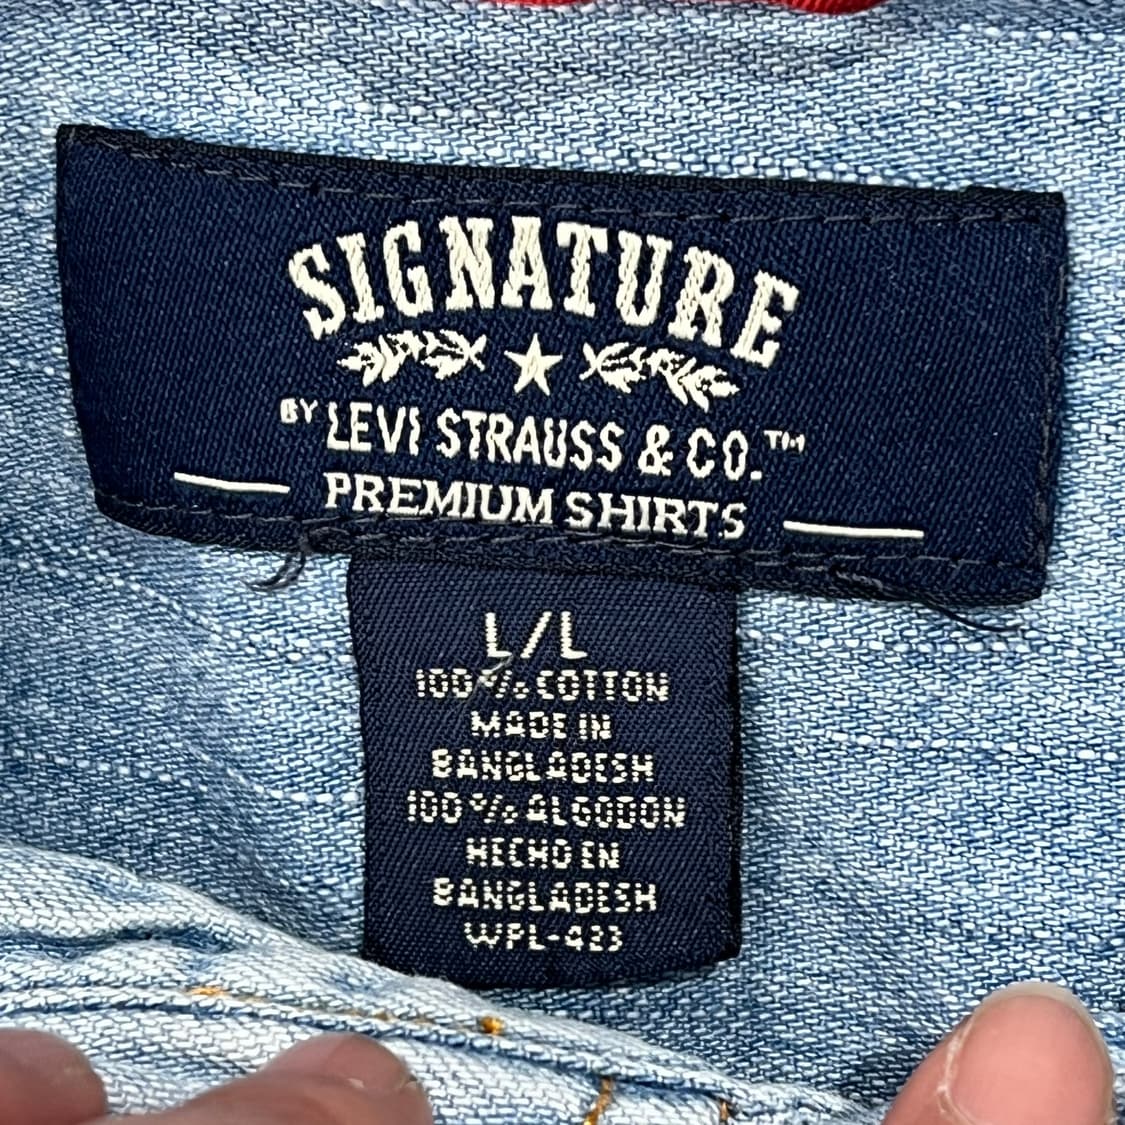 SIGNATURE
BY LEVI STRAUSS & CO.™
PREMIUM SHIRTS
L/L
100% COTTON
MADE IN
BANGLADESH
100% ALGODON
HECHO EN
BANGLADESH
WPL-423